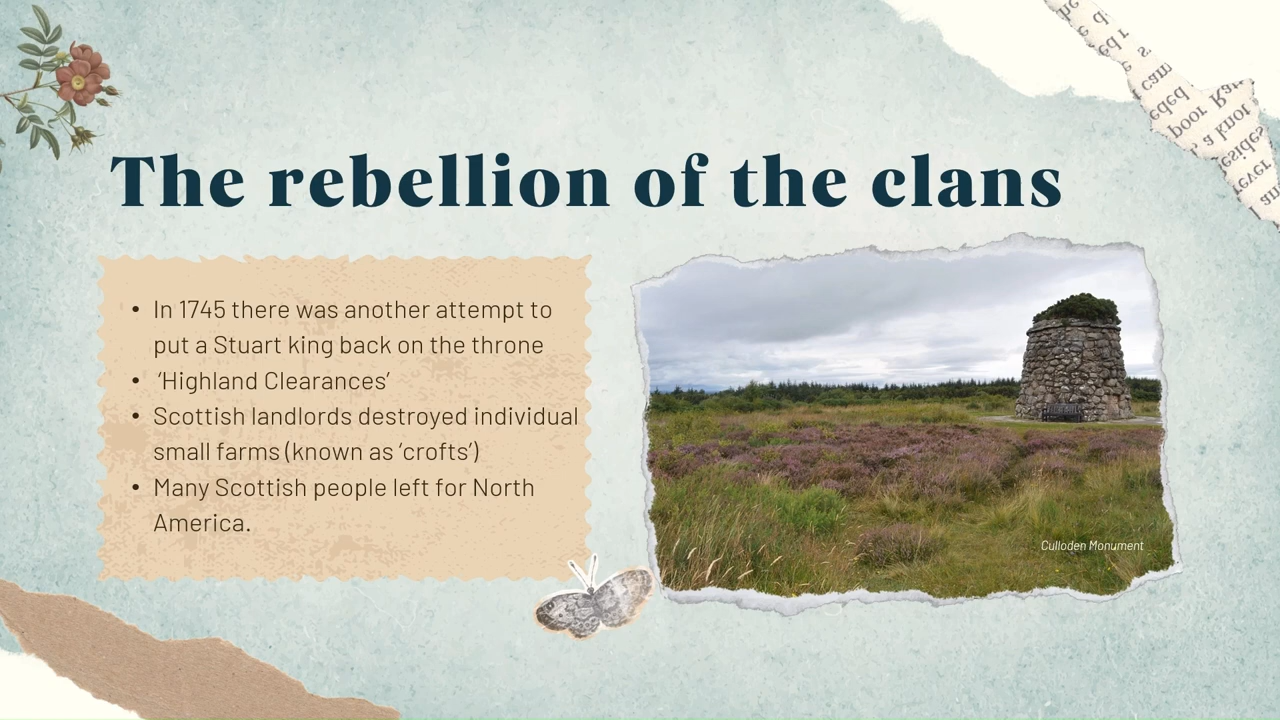 The rebellion of the clans
• In 1745 there was another attempt to
put a Stuart king back on the throne
• ‘Highland Clearances’
• Scottish landlords destroyed individual
small farms (known as ‘crofts’)
• Many Scottish people left for North
America.
Culloden Monument